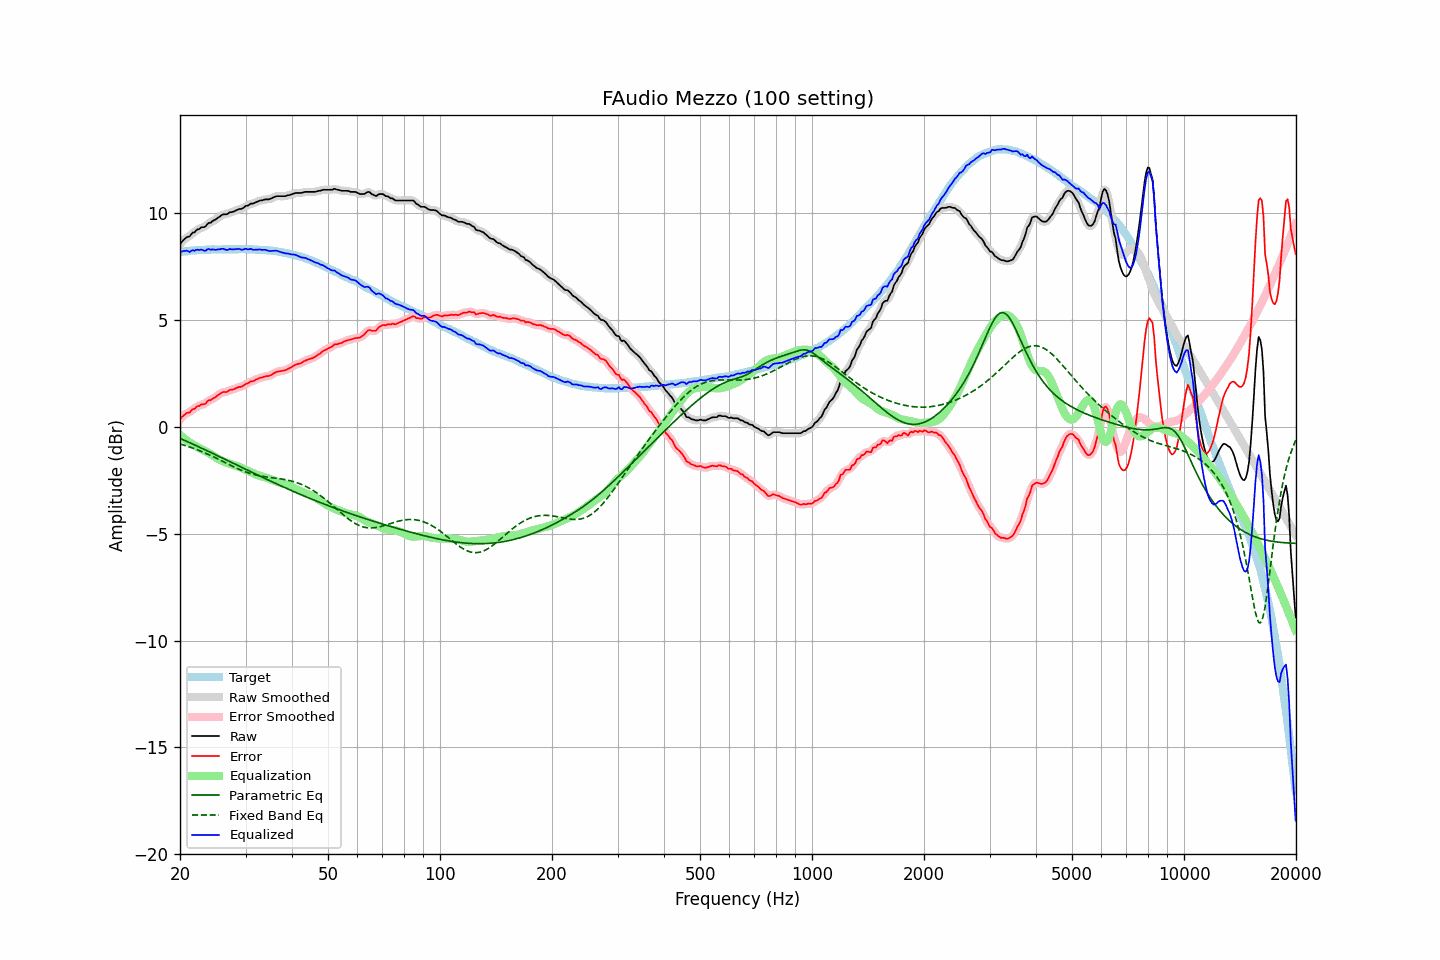 FAudio Mezzo (100 setting)
Amplitude (dBr)
10
5
0
−5
−10
−15
−20
Target
Raw Smoothed
Error Smoothed
Raw
Error
Equalization
Parametric Eq
Fixed Band Eq
Equalized
20 50 100 200 500 1000 2000 5000 10000 20000
Frequency (Hz)